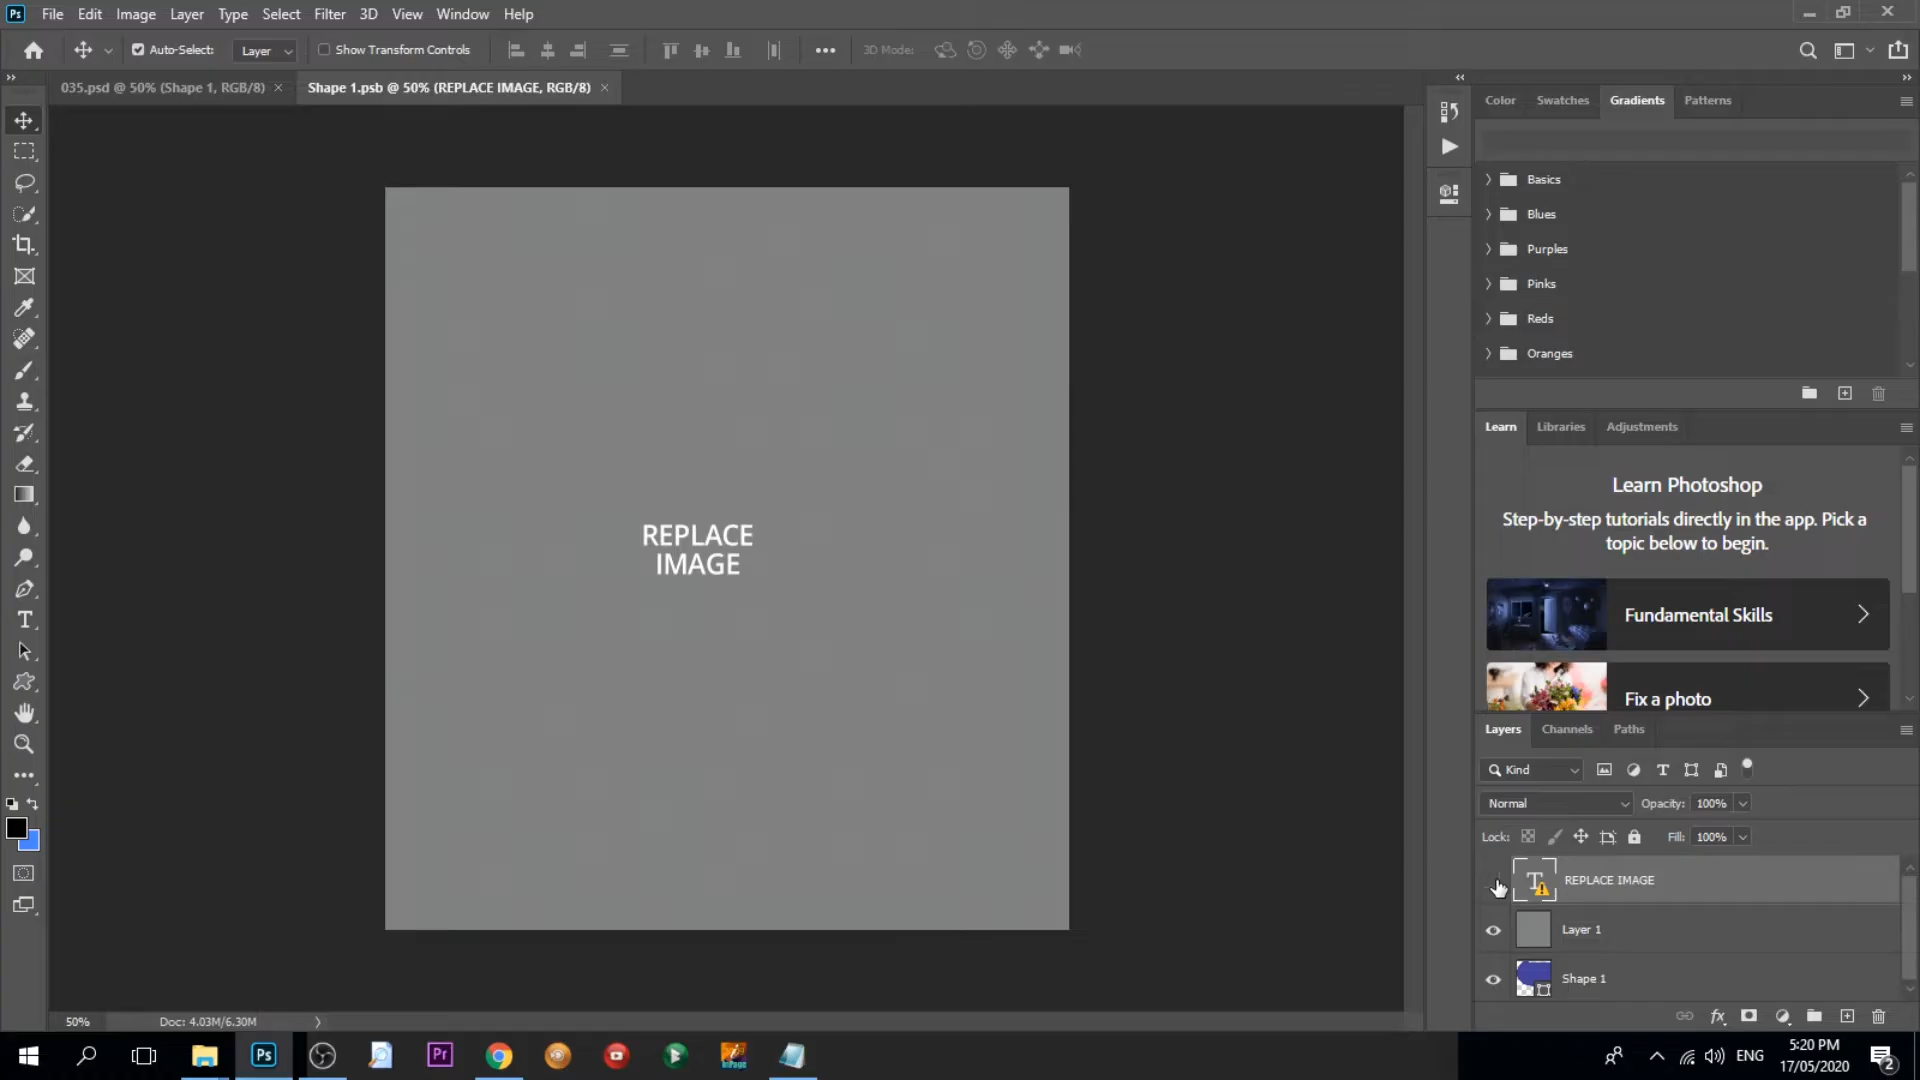 Ps File Edit Image Layer Type Select Filter 3D View Window Help
Auto-Select: Layer Show Transform Controls 3D Mode:
035.psd @ 50% (Shape 1, RGB/8) × Shape 1.psb @ 50% (REPLACE IMAGE, RGB/8) ×
Color Swatches Gradients Patterns
Basics
Blues
Purples
Pinks
Reds
Oranges
Learn Libraries Adjustments
Learn Photoshop
Step-by-step tutorials directly in the app. Pick a
topic below to begin.
Fundamental Skills
Fix a photo
REPLACE
IMAGE
Layers Channels Paths
Kind
Normal Opacity: 100%
Lock: Fill: 100%
REPLACE IMAGE
Layer 1
Shape 1
fx
50% Doc: 4.03M/6.30M
Ps Pr ENG 5:20 PM
17/05/2020
2